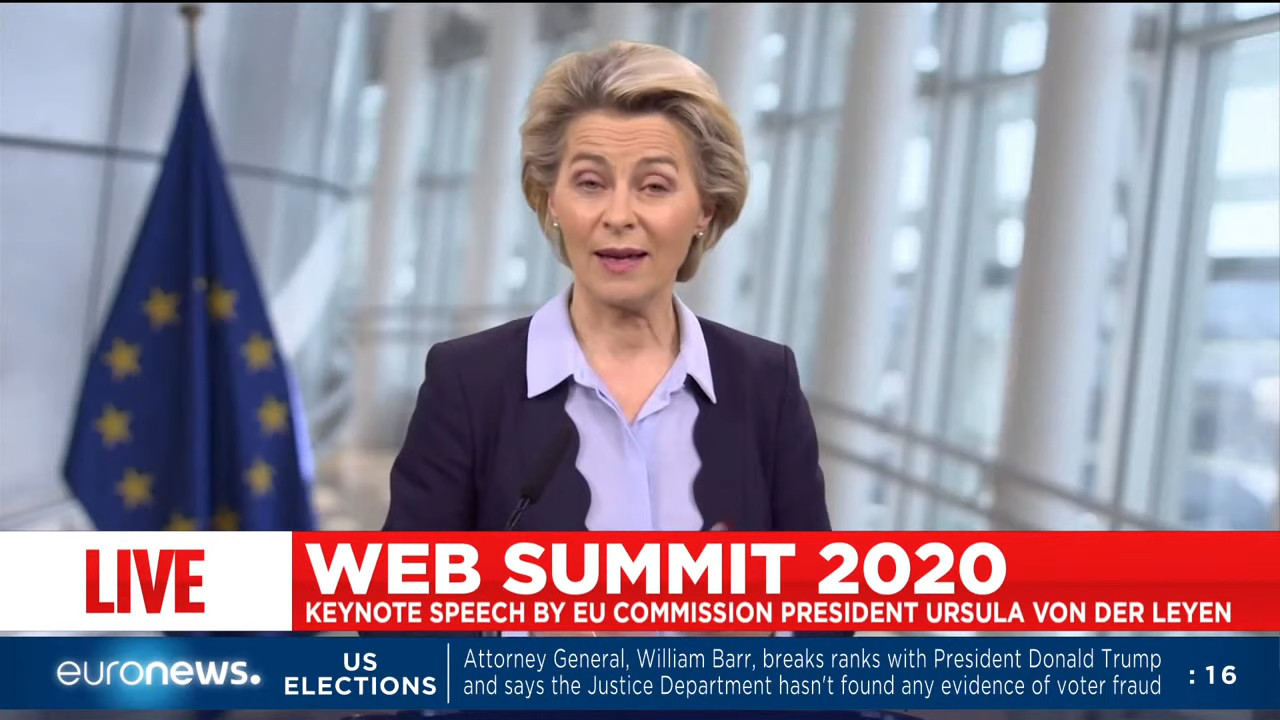 LIVE
WEB SUMMIT 2020
KEYNOTE SPEECH BY EU COMMISSION PRESIDENT URSULA VON DER LEYEN
euronews.
US
ELECTIONS
Attorney General, William Barr, breaks ranks with President Donald Trump
and says the Justice Department hasn't found any evidence of voter fraud
:16